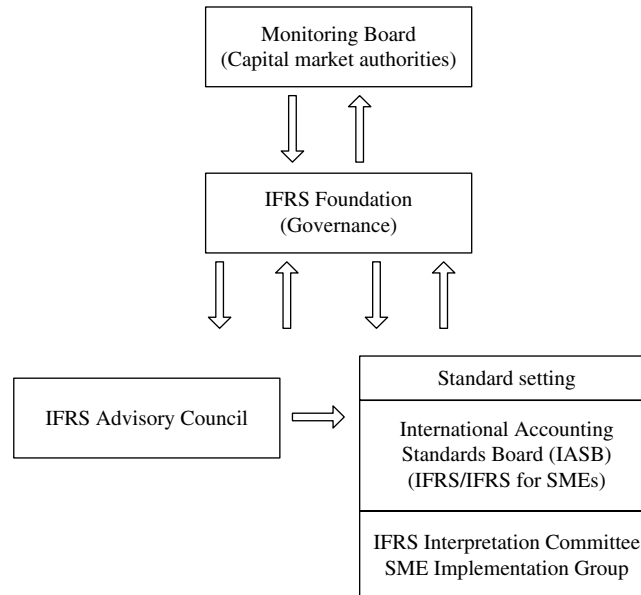 Monitoring Board
(Capital market authorities)
IFRS Foundation
(Governance)
IFRS Advisory Council
Standard setting
International Accounting
Standards Board (IASB)
(IFRS/IFRS for SMEs)
IFRS Interpretation Committee
SME Implementation Group